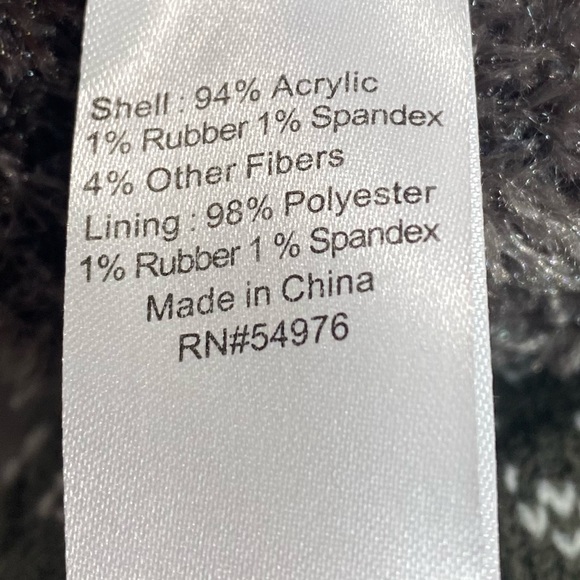 Shell : 94% Acrylic
1% Rubber 1% Spandex
4% Other Fibers
Lining : 98% Polyester
1% Rubber 1 % Spandex
Made in China
RN#54976